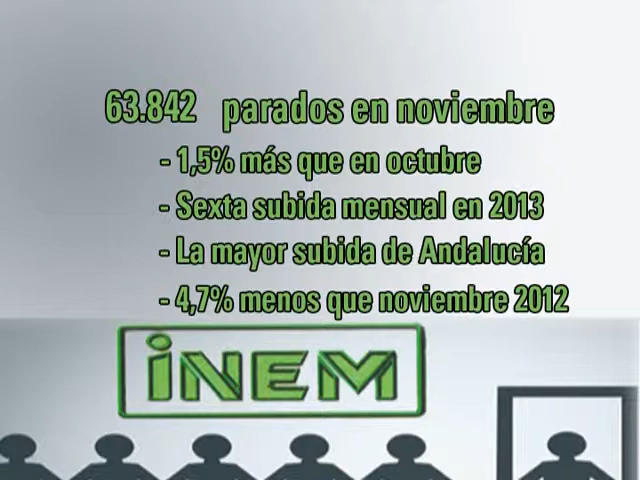 63.842 parados en noviembre
- 1,5% más que en octubre
- Sexta subida mensual en 2013
- La mayor subida de Andalucía
- 4,7% menos que noviembre 2012
iNEM